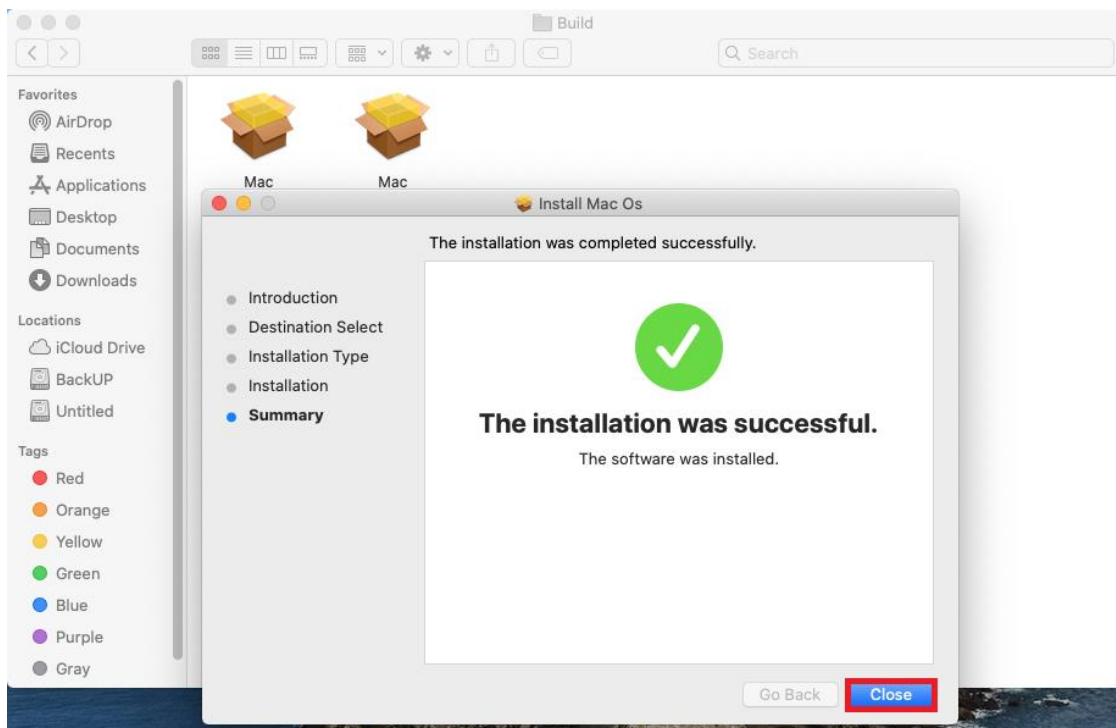 Build
Search
Favorites
AirDrop
Recents
Applications
Desktop
Documents
Downloads
Locations
iCloud Drive
BackUP
Untitled
Tags
Red
Orange
Yellow
Green
Blue
Purple
Gray
Mac
Mac
Install Mac Os
The installation was completed successfully.
Introduction
Destination Select
Installation Type
Installation
Summary
The installation was successful.
The software was installed.
Go Back
Close